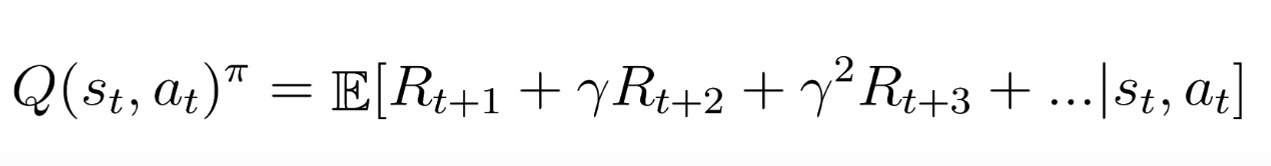 Q(s_t, a_t)^π = 𝔼[R_{t+1} + γR_{t+2} + γ^2R_{t+3} + ...|s_t, a_t]